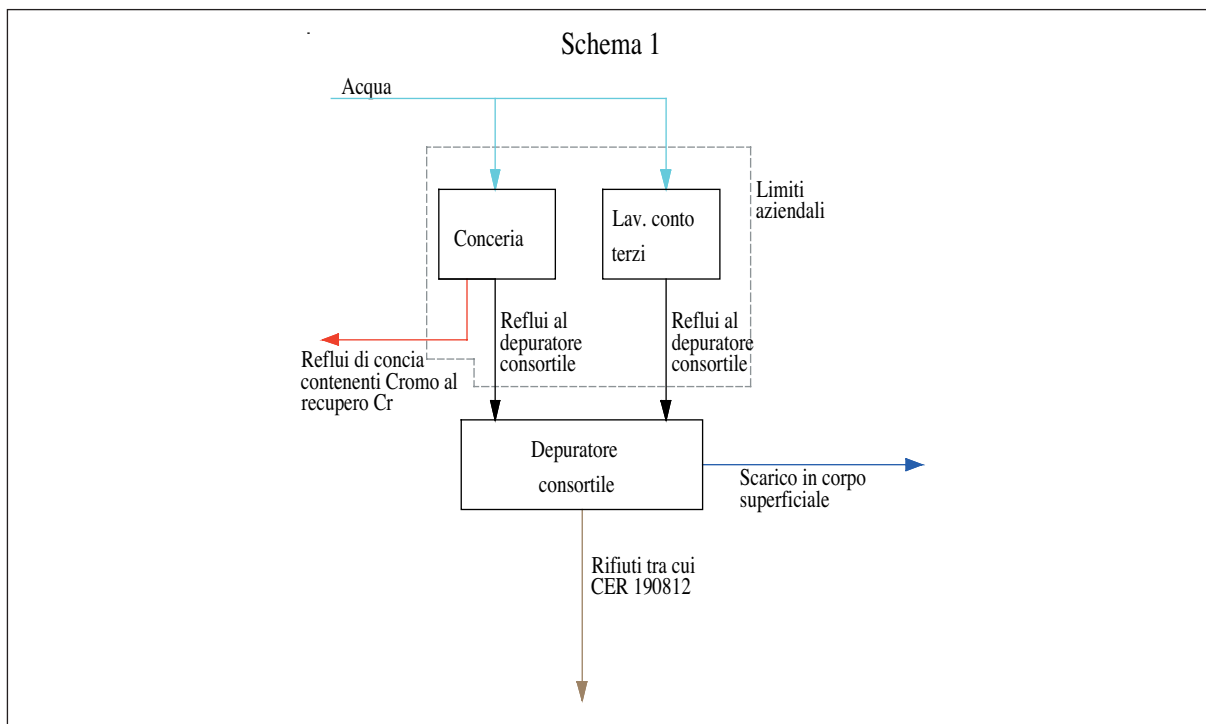 Schema 1
Acqua
Limiti
aziendali
Conceria
Lav. conto
terzi
Reflui al
depuratore
consortile
Reflui al
depuratore
consortile
Reflui di concia
contenenti Cromo al
recupero Cr
Depuratore
consortile
Scarico in corpo
superficiale
Rifiuti tra cui
CER 190812